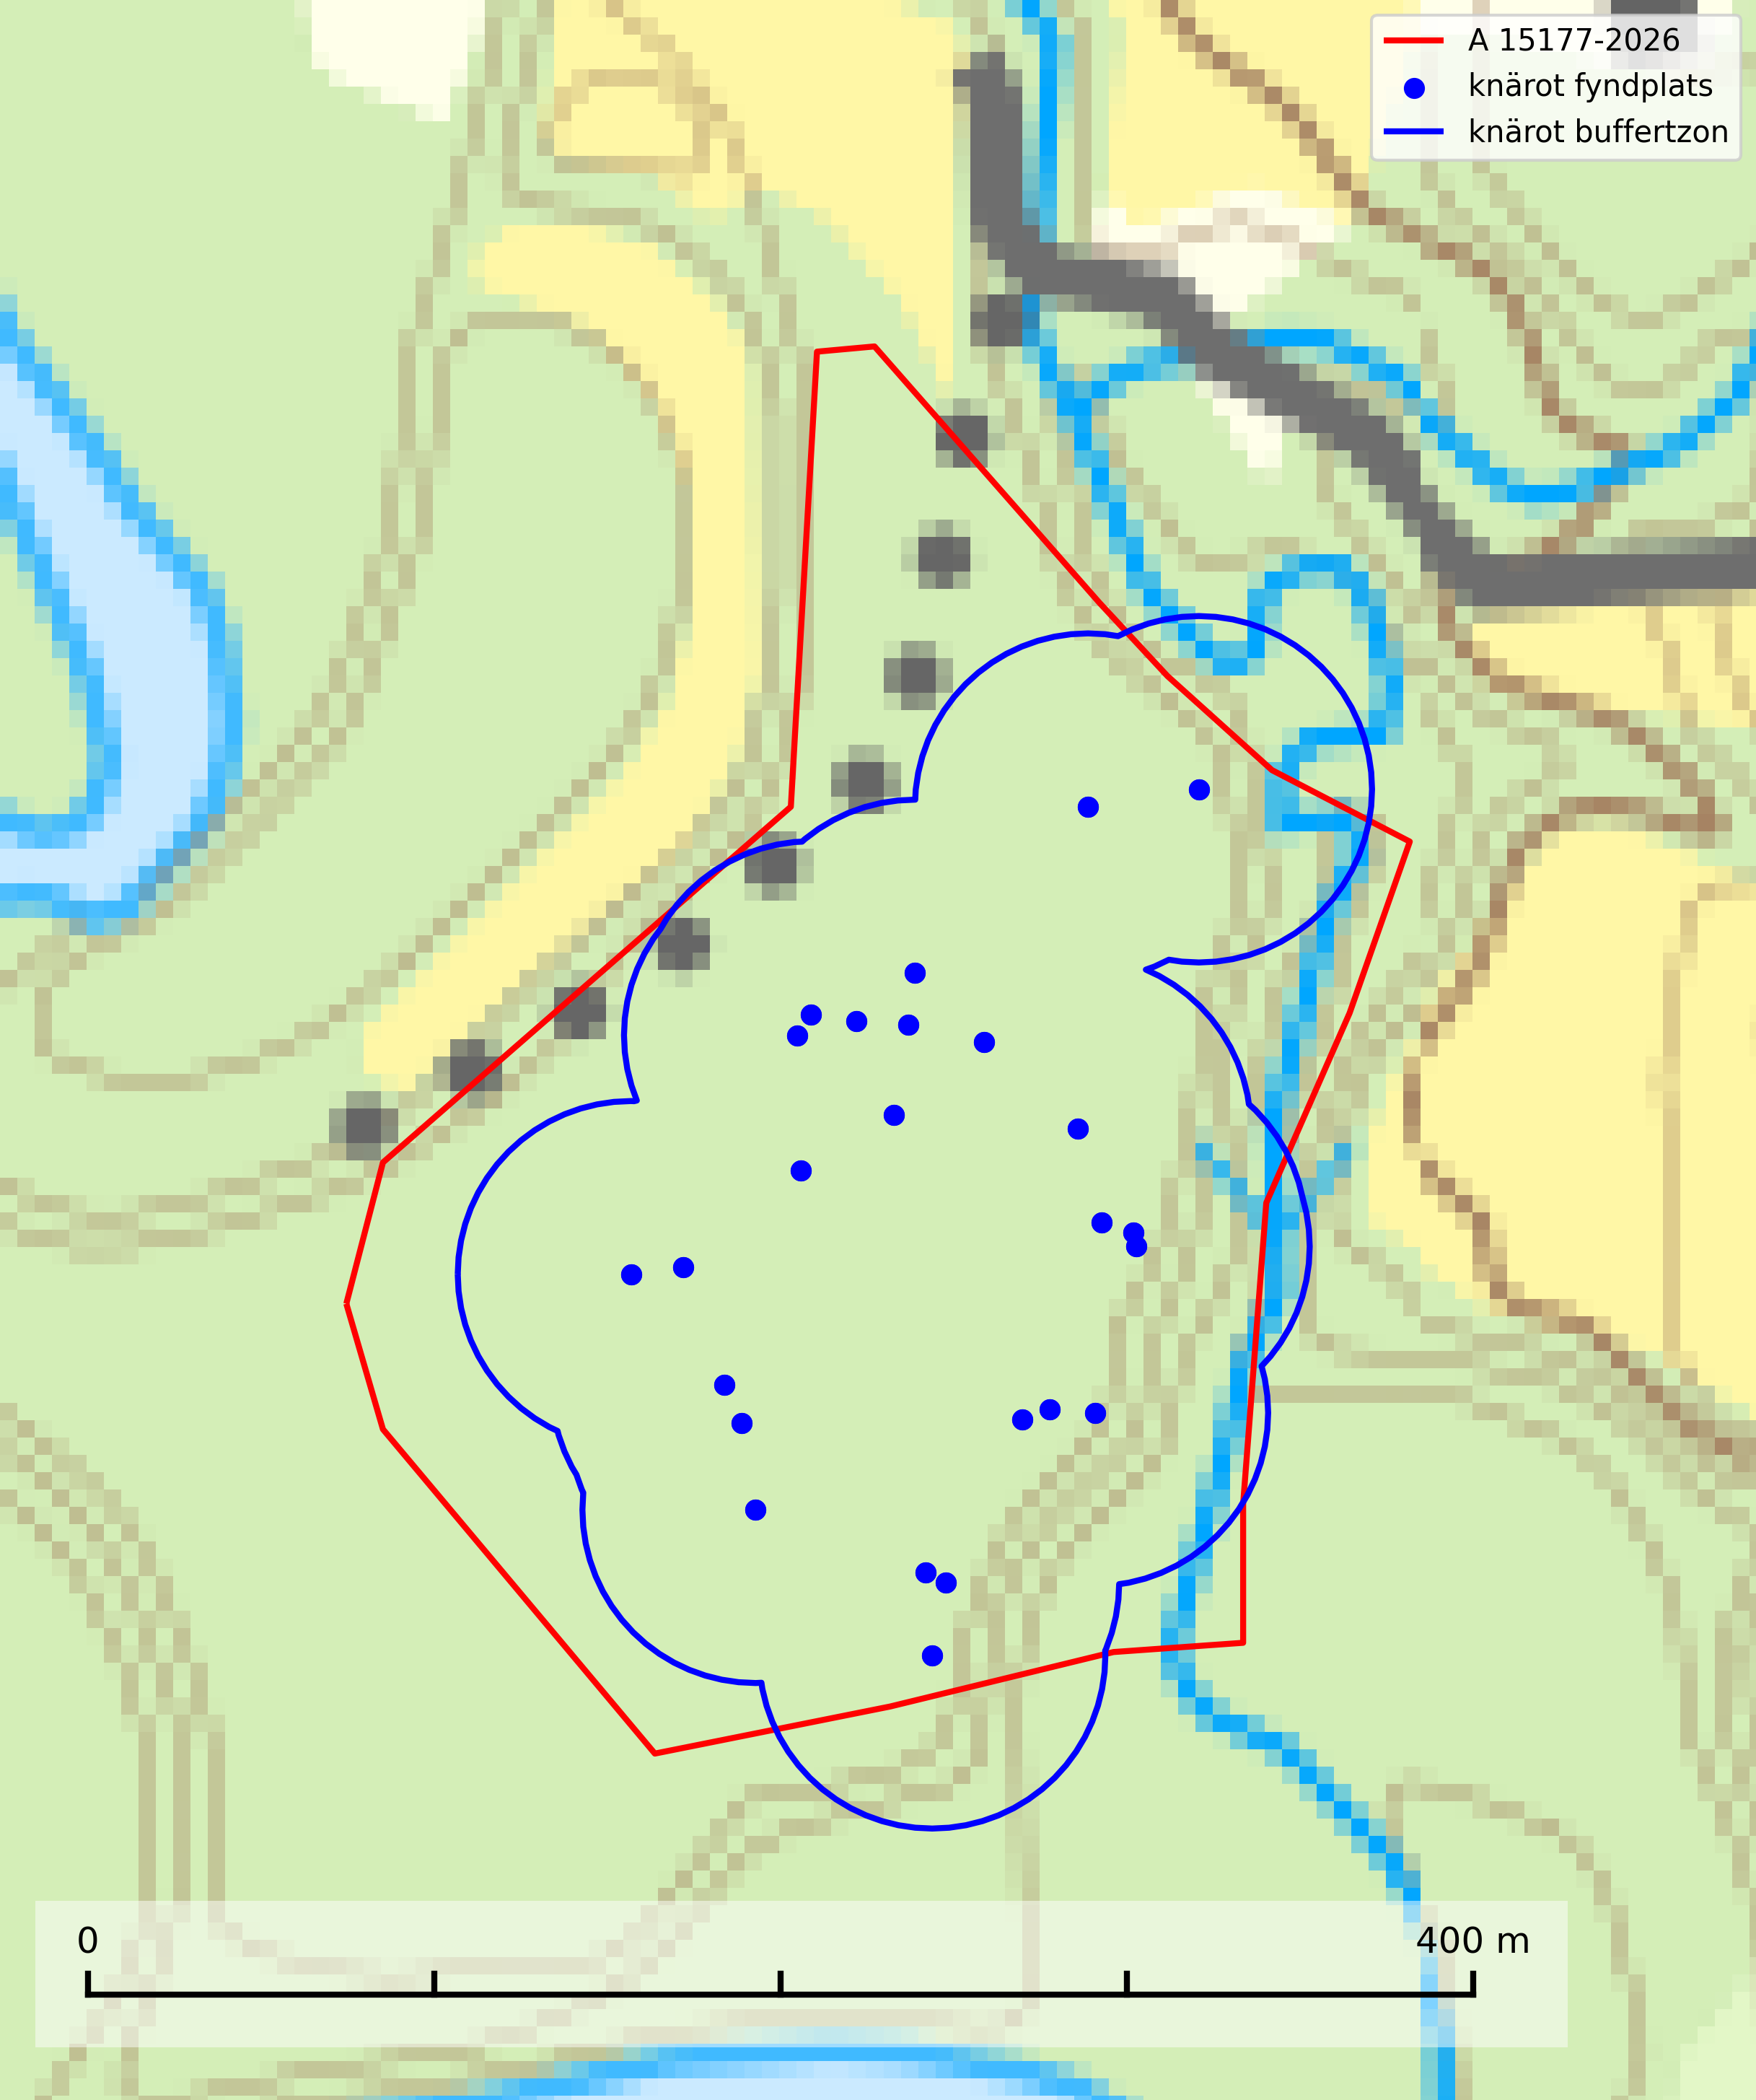 A 15177-2026
knärot fyndplats
knärot buffertzon
0
400 m